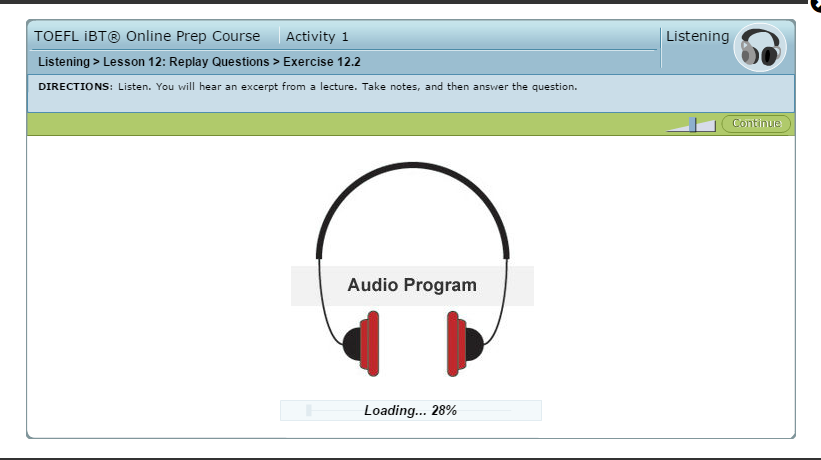 TOEFL iBT® Online Prep Course
Activity 1
Listening
Listening > Lesson 12: Replay Questions > Exercise 12.2
DIRECTIONS: Listen. You will hear an excerpt from a lecture. Take notes, and then answer the question.
Continue
Audio Program
Loading... 28%